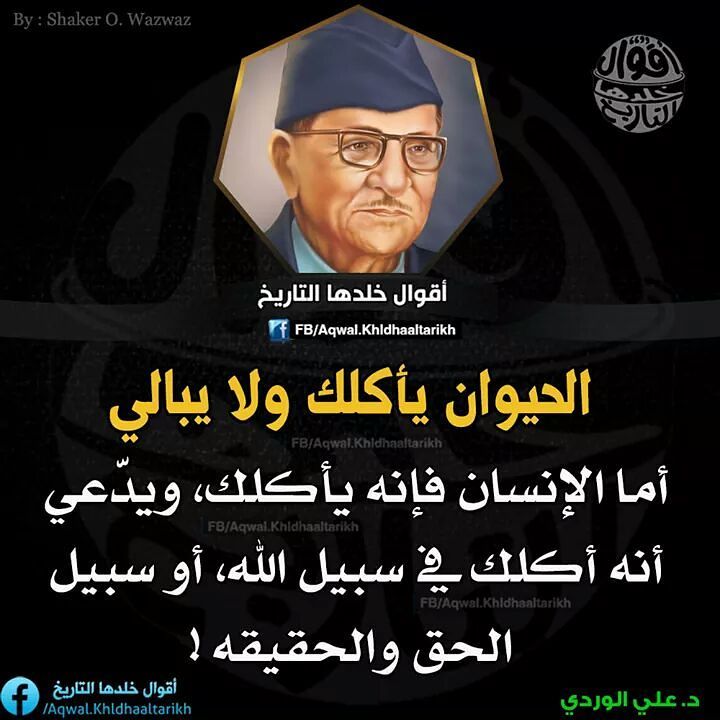 By : Shaker O. Wazwaz
أقوال
خلدها
التاريخ
أقوال خلدها التاريخ
FB/Aqwal.Khldhaaltarikh
الحيوان يأكلك ولا يبالي
FB/Aqwal.Khldhaaltarikh
أما الإنسان فإنه يأكلك، ويدّعي
FB/Aqwal.Khldhaaltarikh
أنه أكلك في سبيل الله، أو سبيل
FB/Aqwal.Khldhaaltarikh
الحق والحقيقه !
أقوال خلدها التاريخ
/Aqwal.Khldhaaltarikh
د. علي الوردي